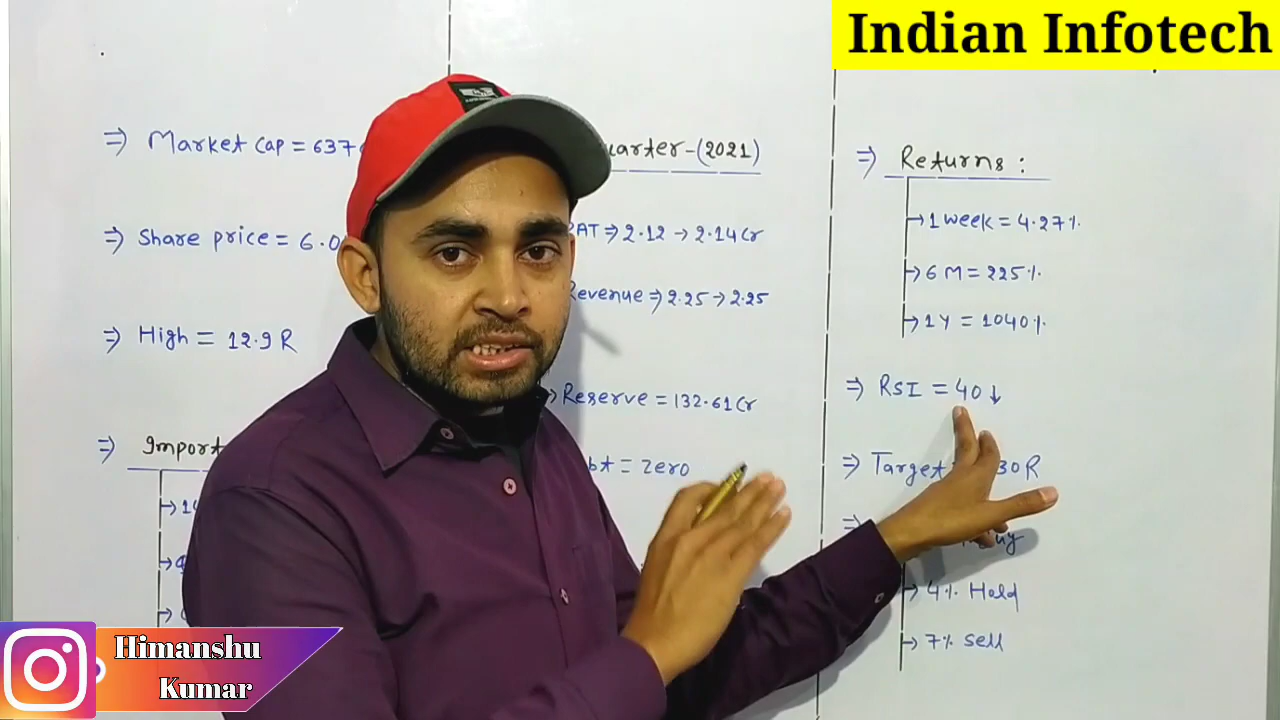 Indian Infotech
⇒ Market Cap = 637
⇒ Share price = 6.0
⇒ High = 12.9 R
⇒ Import
→ 1
uarter-(2021)
PAT ⇒ 2.12 → 2.14 Cr
Revenue ⇒ 2.25 → 2.25
Reserve = 132.61 Cr
bt = Zero
⇒ Returns :
→ 1 week = 4.27%
→ 6 M = 225%
→ 1 Y = 1040%
⇒ RSI = 40 ↓
⇒ Target 30 R
→ 4% Hold
→ 7% Sell
Himanshu
Kumar